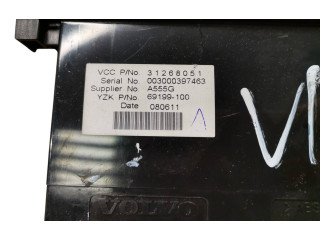 VCC P/No. 31268051
Serial No 003000397463
Supplier No A555G
YZK P/No 69199-100
Date 080611
VOLVO